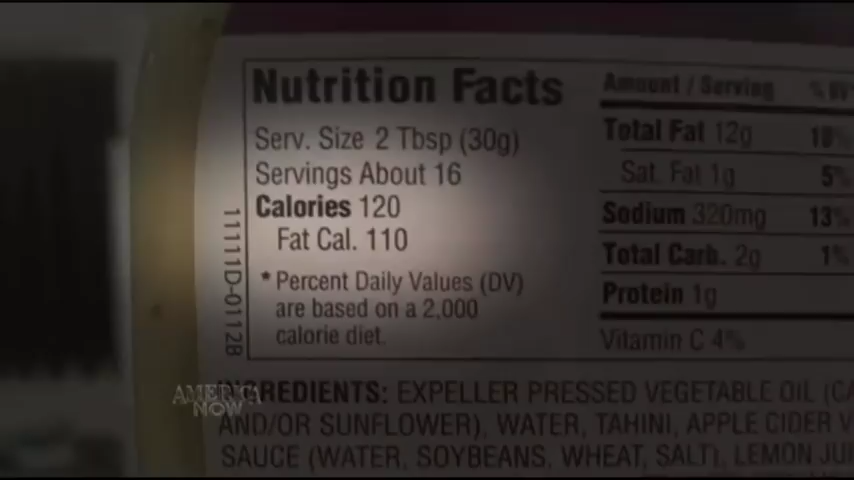 Nutrition Facts
Serv. Size 2 Tbsp (30g)
Servings About 16
Calories 120
Fat Cal. 110
* Percent Daily Values (DV)
are based on a 2,000
calorie diet.
11111D-0112B
Amount / Serving
Total Fat 12g 18%
Sat. Fat 1g 5%
Sodium 320mg 13%
Total Carb. 2g 1%
Protein 1g
Vitamin C 4%
INGREDIENTS: EXPELLER PRESSED VEGETABLE OIL
AND/OR SUNFLOWER), WATER, TAHINI, APPLE CIDER
SAUCE (WATER, SOYBEANS, WHEAT, SALT), LEMON
AMERICA
NOW